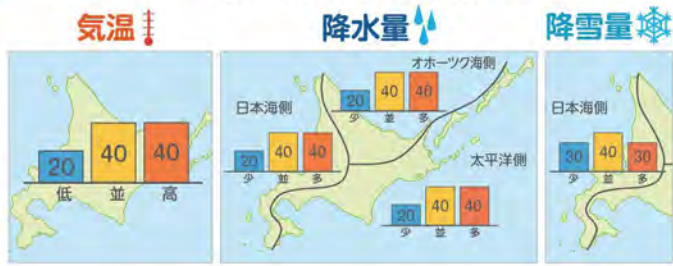 気温
降水量
降雪量
20 40 40
低 並 高
オホーツク海側
20 40 40
少 並 多
日本海側
20 40 40
少 並 多
太平洋側
20 40 40
少 並 多
日本海側
30 40 30
少 並 多